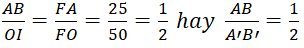 AB/OI = FA/FO = 25/50 = 1/2 hay AB/A'B' = 1/2